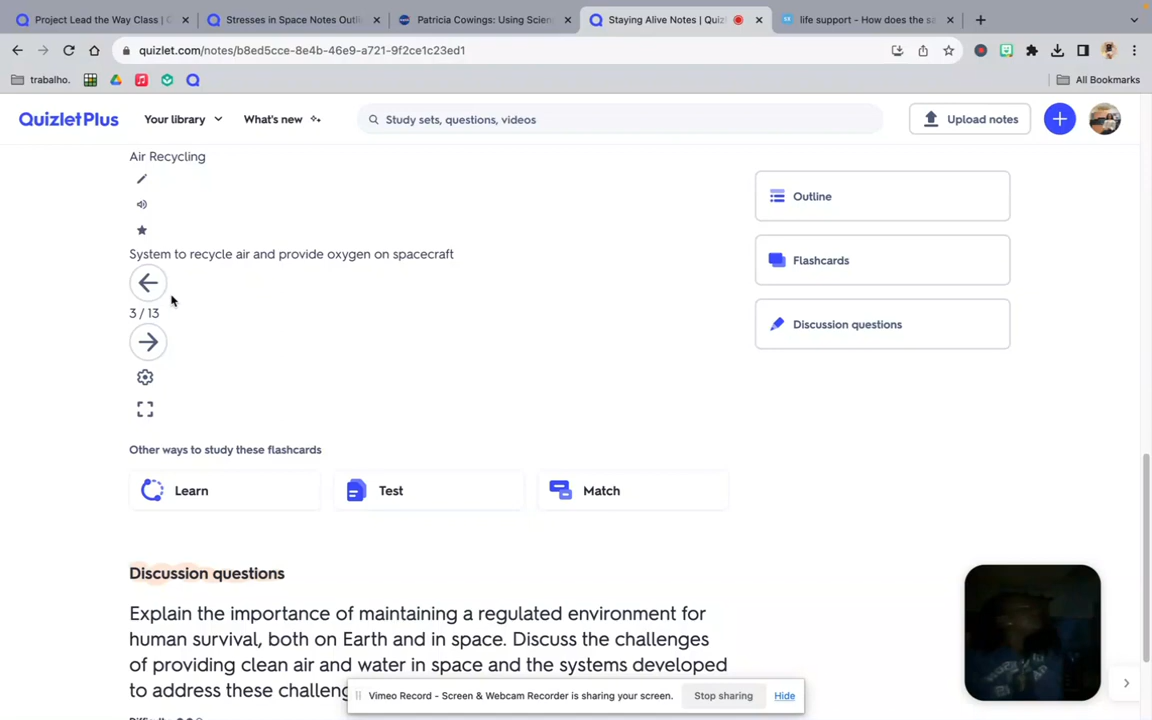 Project Lead the Way Class |
Stresses in Space Notes Outli
Patricia Cowings: Using Scien
Staying Alive Notes | Quiz
life support - How does the sa
quizlet.com/notes/b8ed5cce-8e4b-46e9-a721-9f2ce1c23ed1
trabalho.
All Bookmarks
QuizletPlus
Your library
What's new
Study sets, questions, videos
Upload notes
Air Recycling
System to recycle air and provide oxygen on spacecraft
3 / 13
Outline
Flashcards
Discussion questions
Other ways to study these flashcards
Learn
Test
Match
Discussion questions
Explain the importance of maintaining a regulated environment for
human survival, both on Earth and in space. Discuss the challenges
of providing clean air and water in space and the systems developed
to address these challeng
Vimeo Record - Screen & Webcam Recorder is sharing your screen.
Stop sharing
Hide